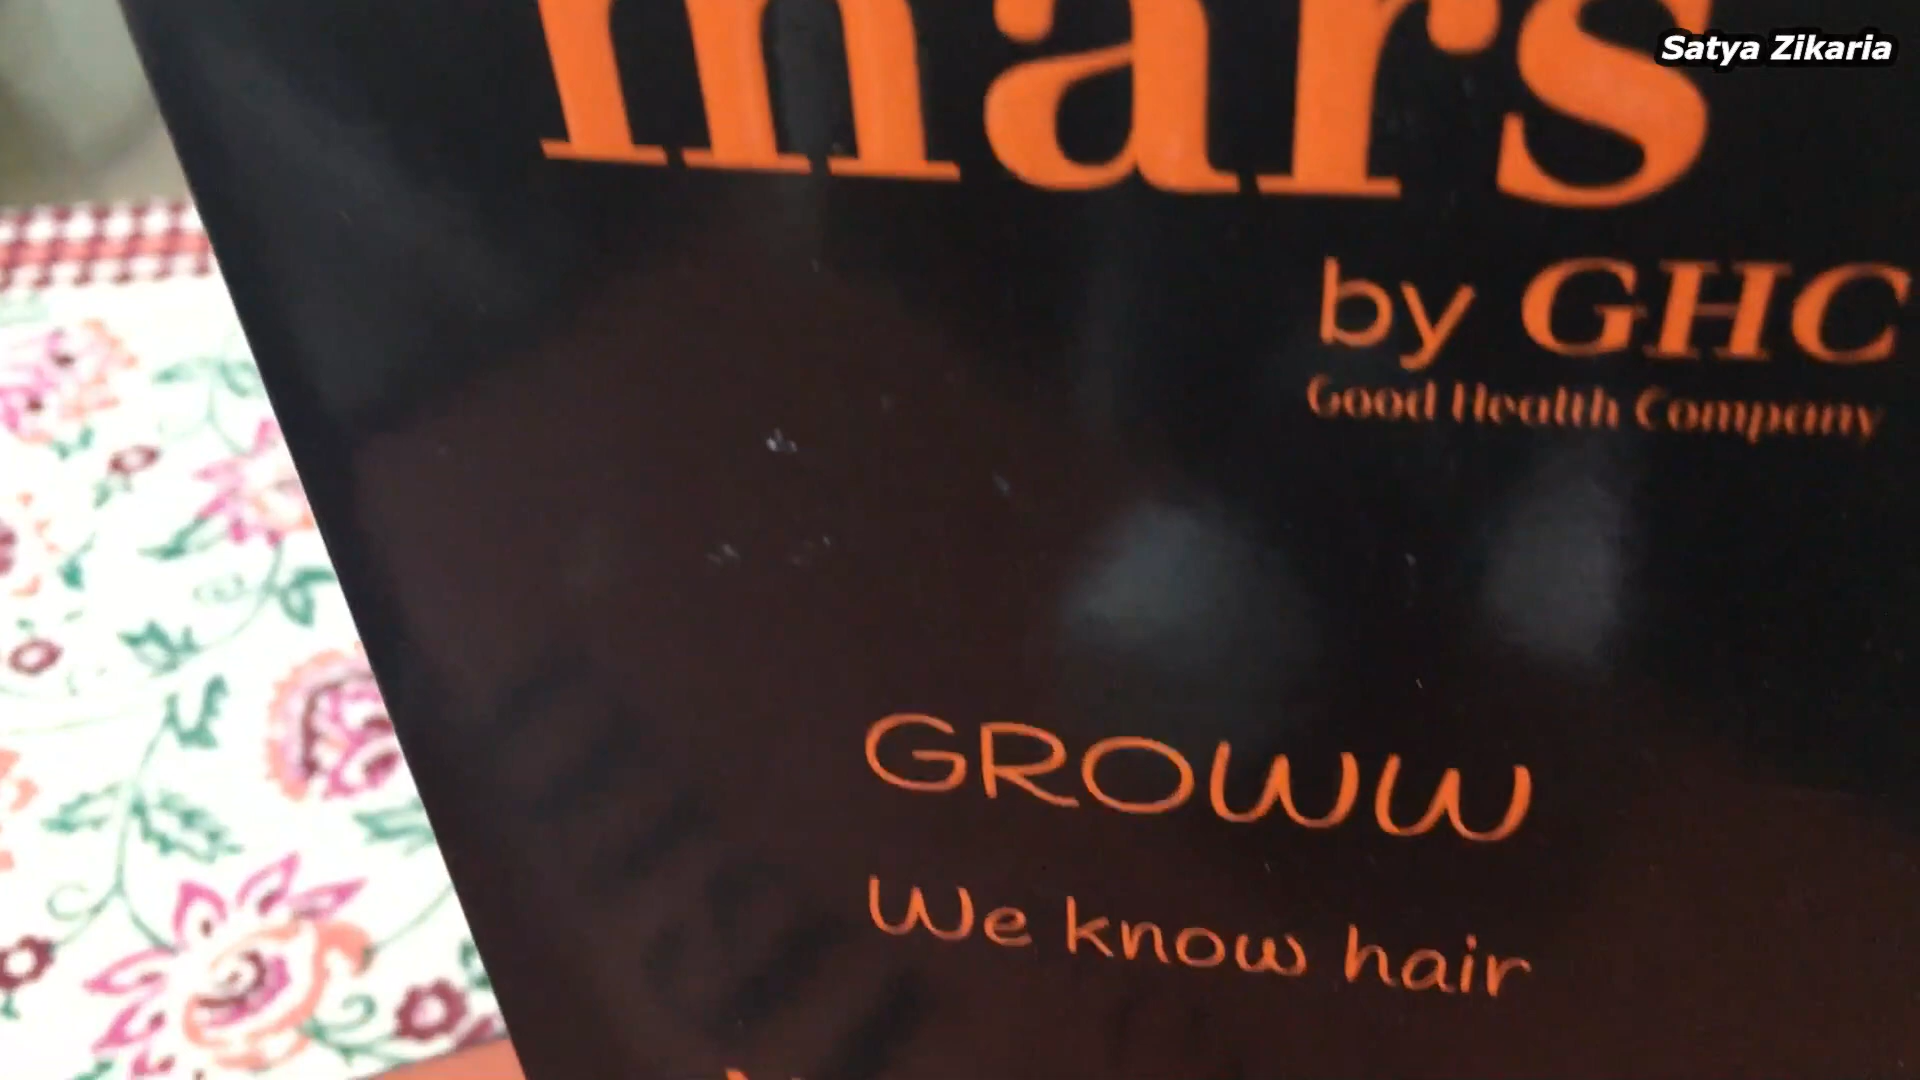 Satya Zikaria
mars
by GHC
Good Health Company
GROWW
We know hair